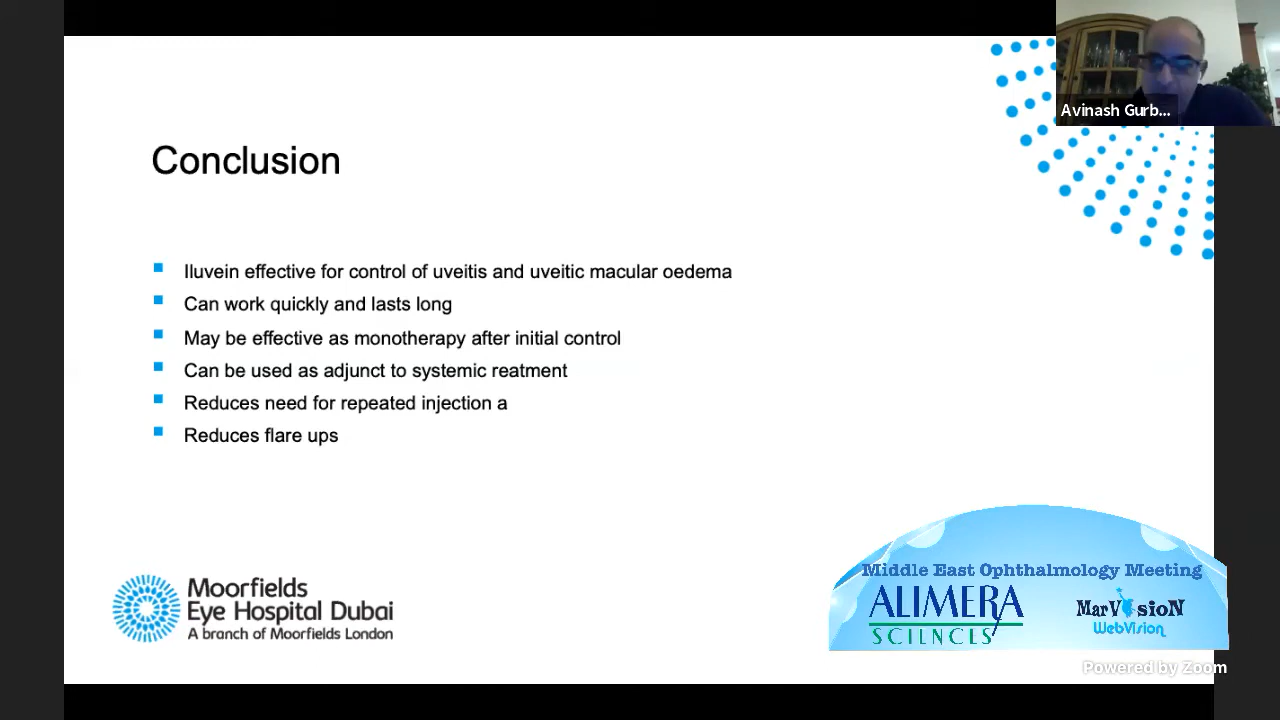 Avinash Gurb...
Conclusion
Iluvein effective for control of uveitis and uveitic macular oedema
Can work quickly and lasts long
May be effective as monotherapy after initial control
Can be used as adjunct to systemic reatment
Reduces need for repeated injection a
Reduces flare ups
Moorfields
Eye Hospital Dubai
A branch of Moorfields London
Middle East Ophthalmology Meeting
ALIMERA
SCIENCES
MarVision
WebVision
Powered by Zoom